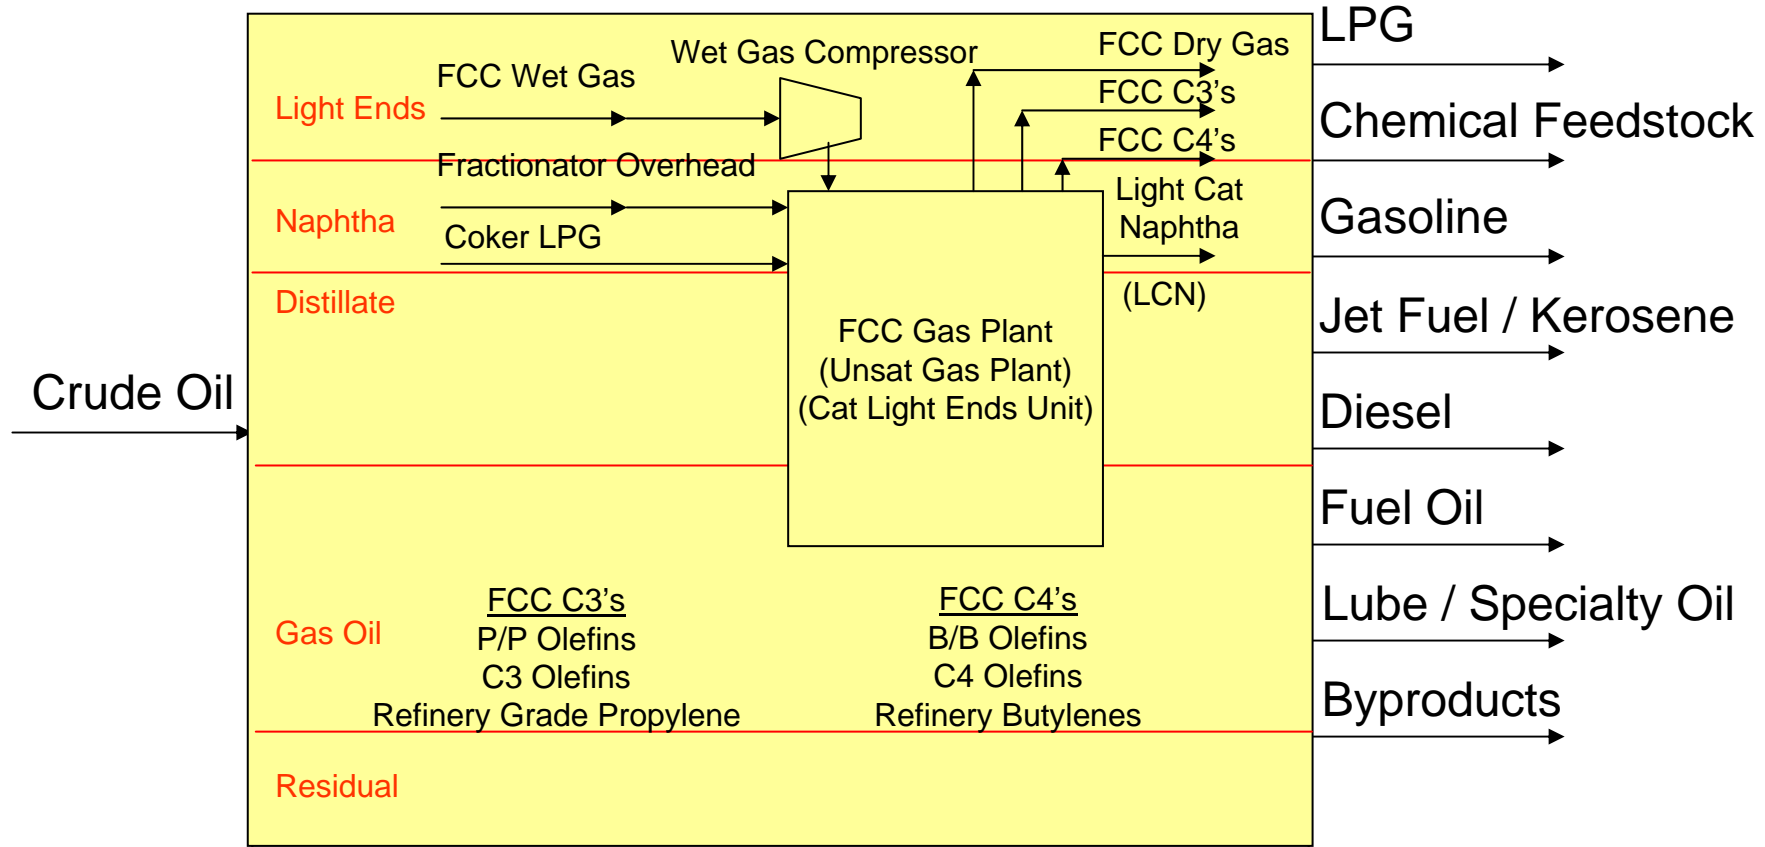 LPG
Wet Gas Compressor
FCC Dry Gas
FCC Wet Gas
FCC C3's
Light Ends
Chemical Feedstock
FCC C4's
Fractionator Overhead
Light Cat
Naphtha
Naphtha
Coker LPG
Gasoline
Distillate
(LCN)
Jet Fuel / Kerosene
FCC Gas Plant
(Unsat Gas Plant)
(Cat Light Ends Unit)
Crude Oil
Diesel
Fuel Oil
FCC C3's
P/P Olefins
C3 Olefins
Refinery Grade Propylene
FCC C4's
B/B Olefins
C4 Olefins
Refinery Butylenes
Gas Oil
Lube / Specialty Oil
Byproducts
Residual